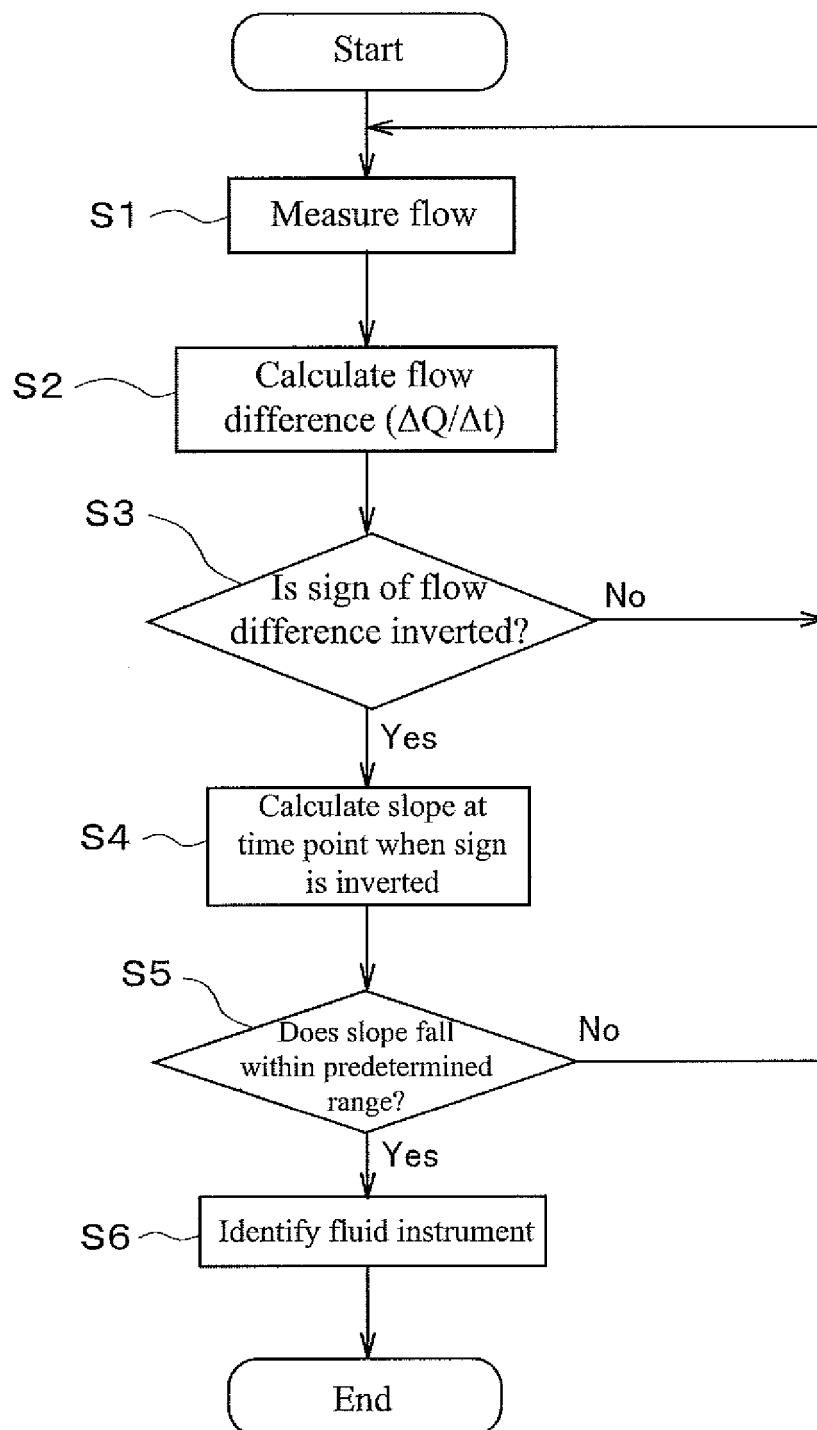 Start
S1
Measure flow
S2
Calculate flow
difference (ΔQ/Δt)
S3
Is sign of flow
difference inverted?
No
Yes
S4
Calculate slope at
time point when sign
is inverted
S5
Does slope fall
within predetermined
range?
No
Yes
S6
Identify fluid instrument
End